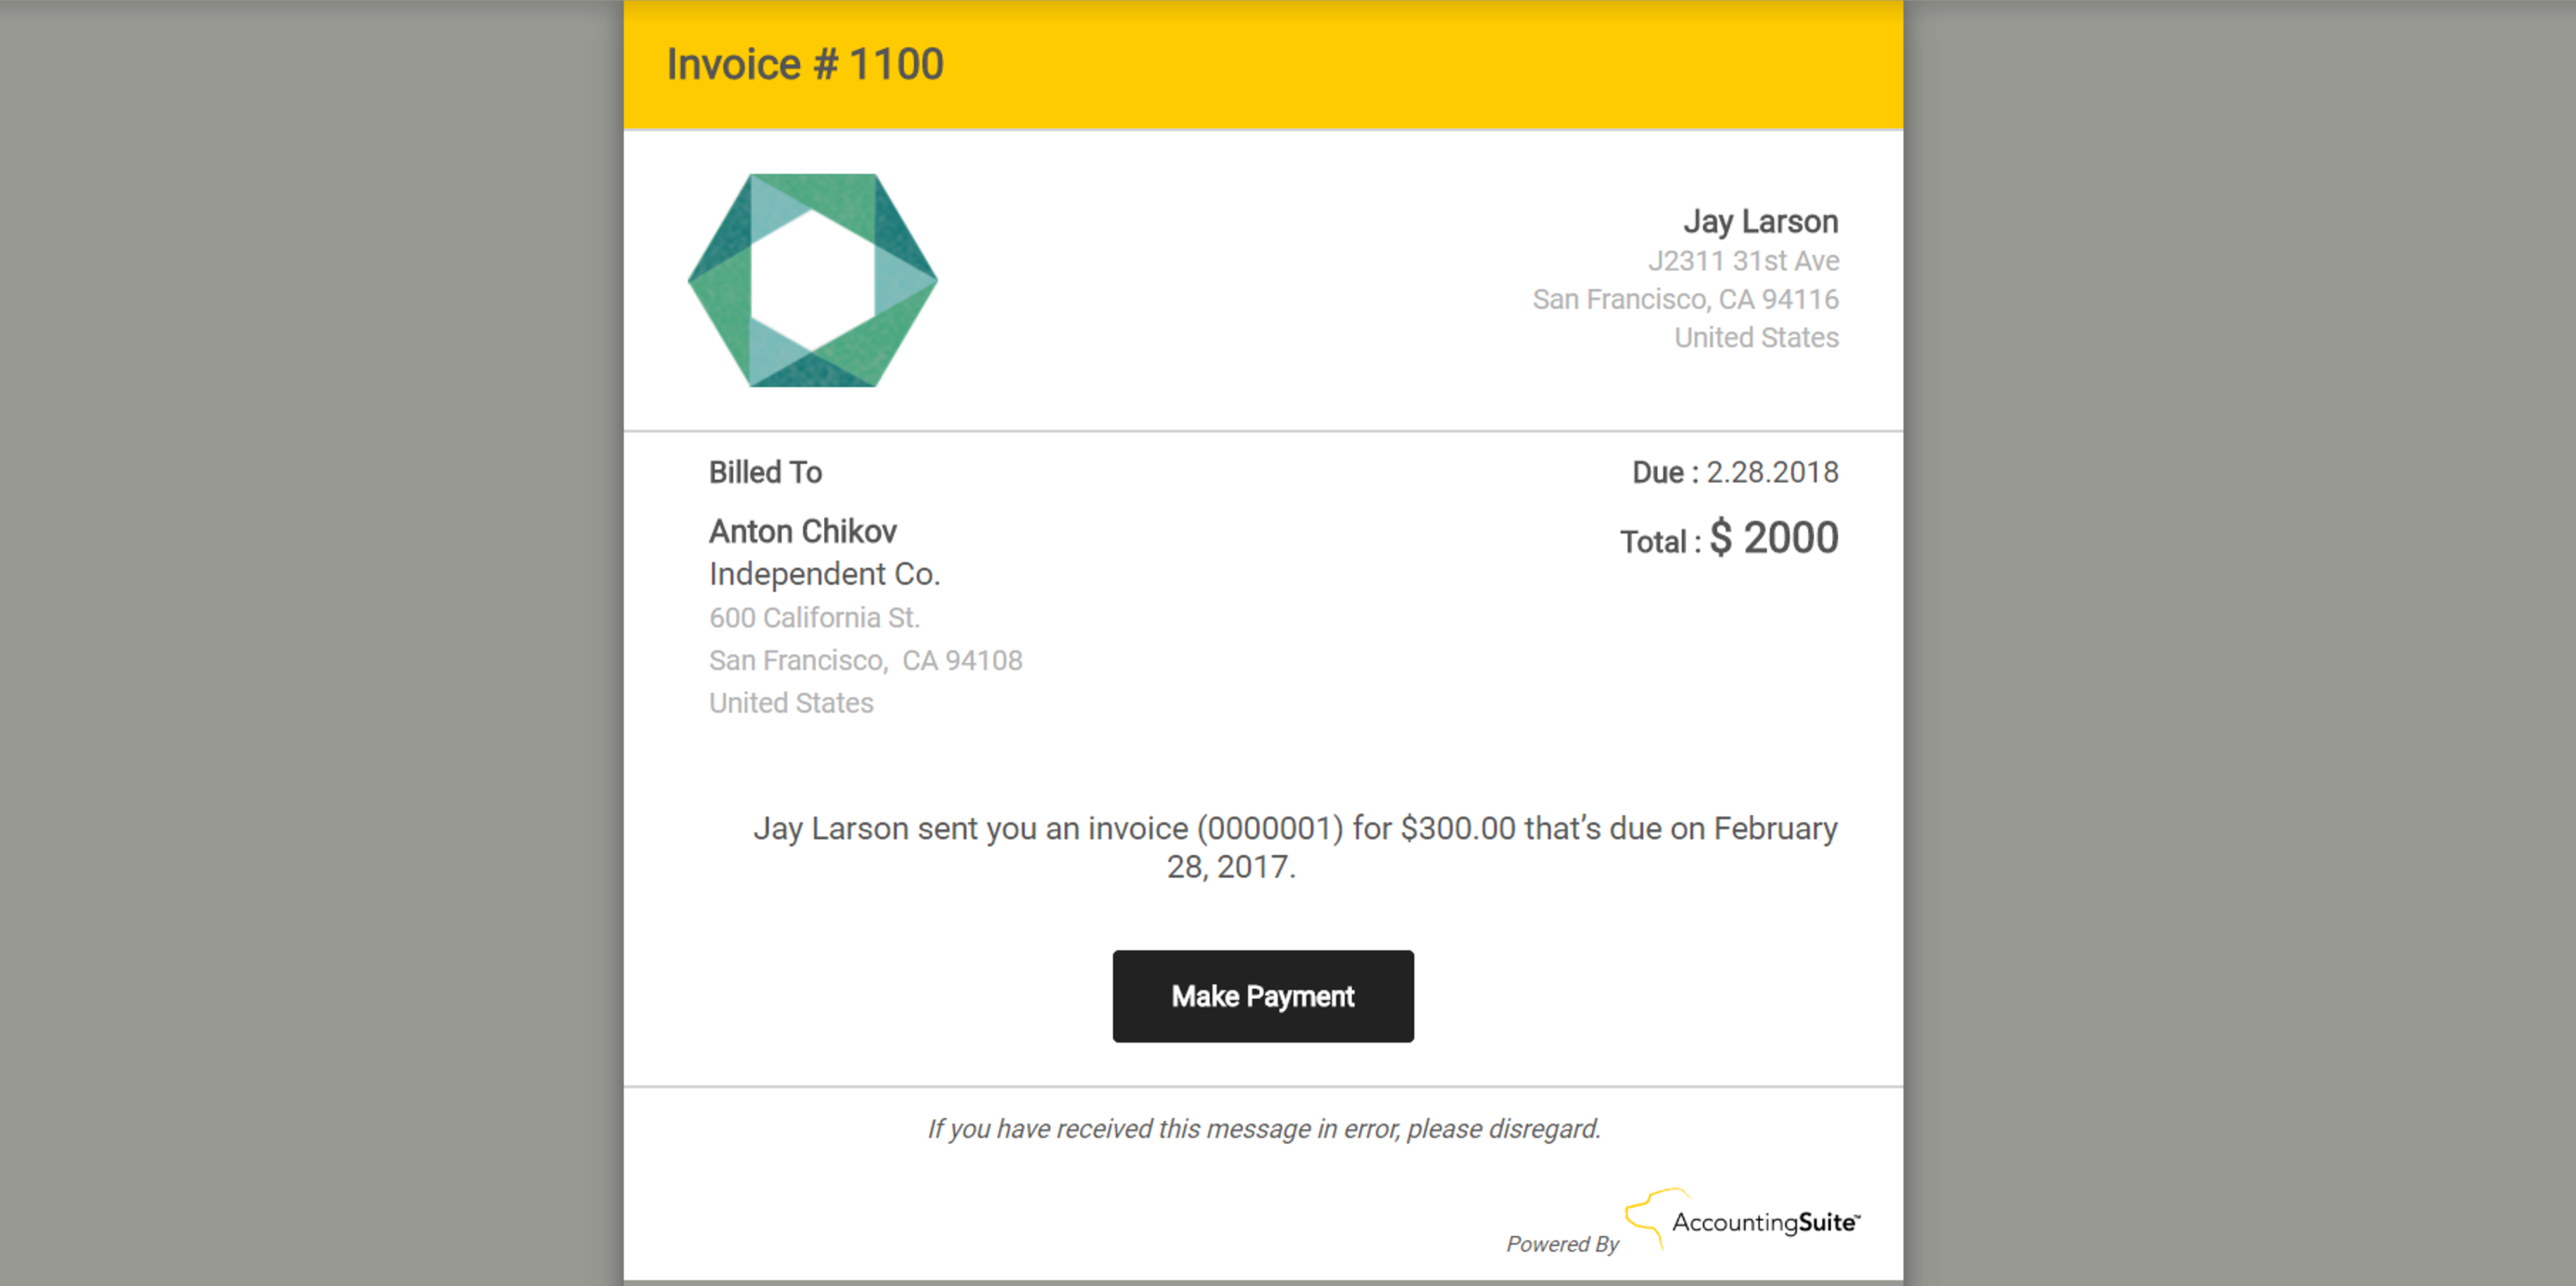 Invoice # 1100
Jay Larson
J2311 31st Ave
San Francisco, CA 94116
United States
Billed To
Due : 2.28.2018
Anton Chikov
Total : $ 2000
Independent Co.
600 California St.
San Francisco,  CA 94108
United States
Jay Larson sent you an invoice (0000001) for $300.00 that’s due on February
28, 2017.
Make Payment
If you have received this message in error, please disregard.
Powered By AccountingSuite™